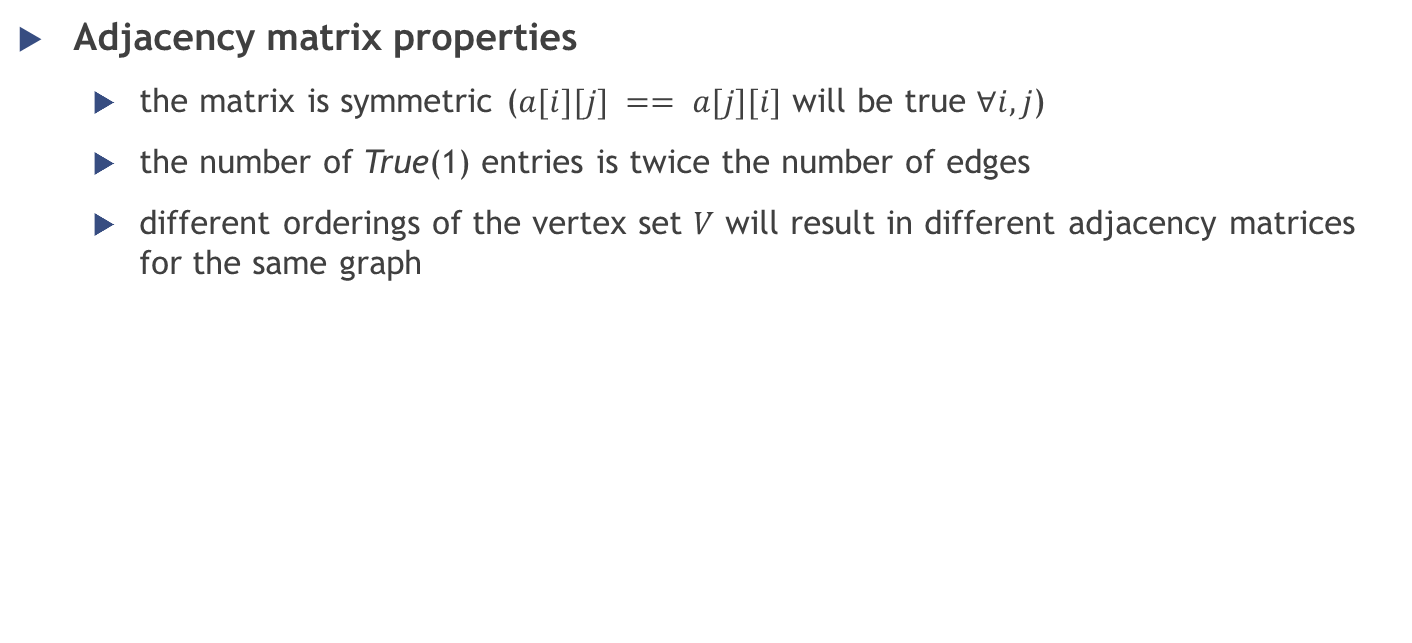 Adjacency matrix properties
the matrix is symmetric (a[i][j] == a[j][i] will be true ∀i, j)
the number of True(1) entries is twice the number of edges
different orderings of the vertex set V will result in different adjacency matrices
for the same graph